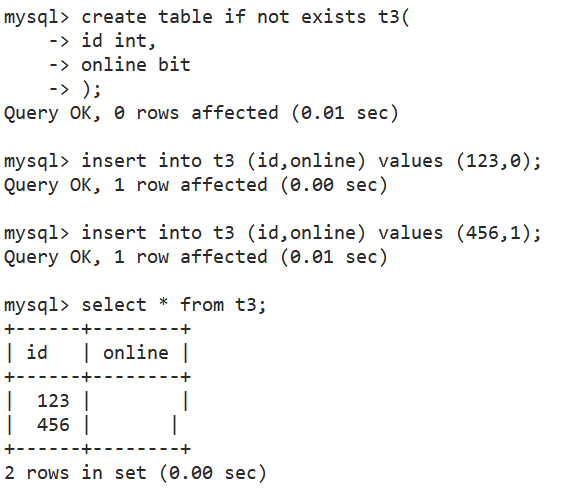 mysql> create table if not exists t3(
    -> id int,
    -> online bit
    -> );
Query OK, 0 rows affected (0.01 sec)

mysql> insert into t3 (id,online) values (123,0);
Query OK, 1 row affected (0.00 sec)

mysql> insert into t3 (id,online) values (456,1);
Query OK, 1 row affected (0.01 sec)

mysql> select * from t3;
+------+--------+
| id   | online |
+------+--------+
|  123 |        |
|  456 |       |
+------+--------+
2 rows in set (0.00 sec)